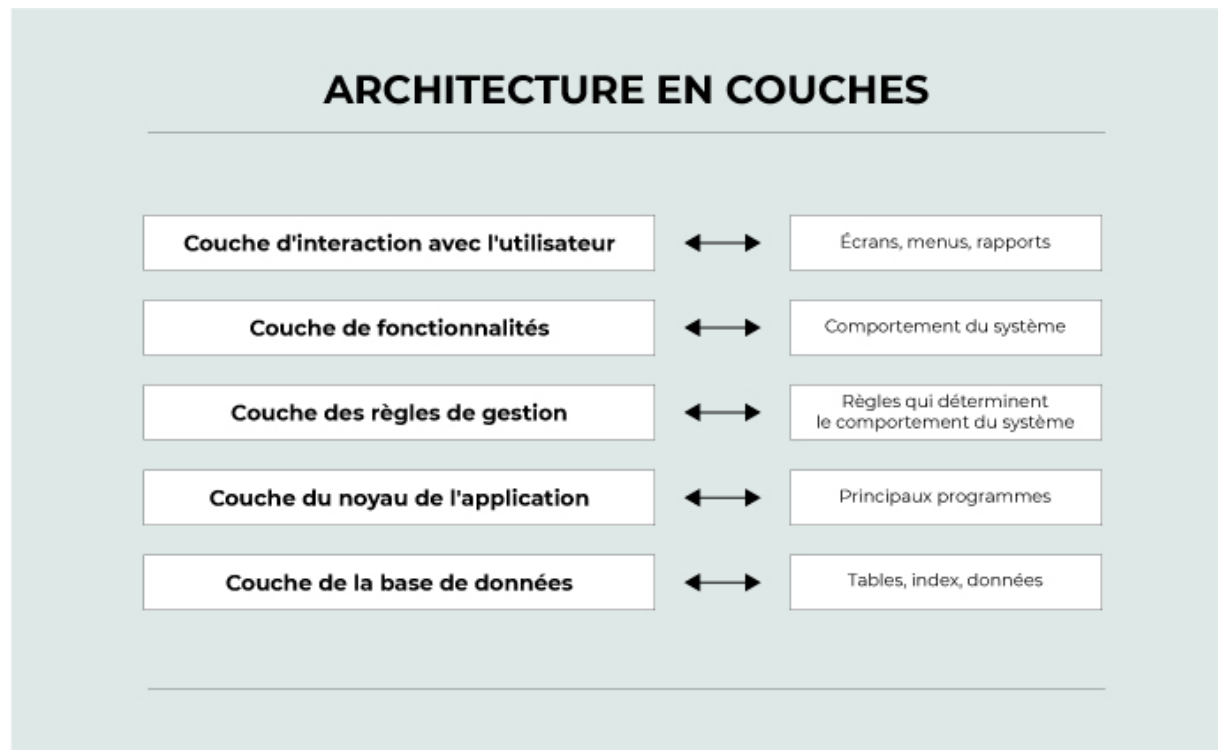 ARCHITECTURE EN COUCHES
Couche d'interaction avec l'utilisateur
Écrans, menus, rapports
Couche de fonctionnalités
Comportement du système
Couche des règles de gestion
Règles qui déterminent
le comportement du système
Couche du noyau de l'application
Principaux programmes
Couche de la base de données
Tables, index, données